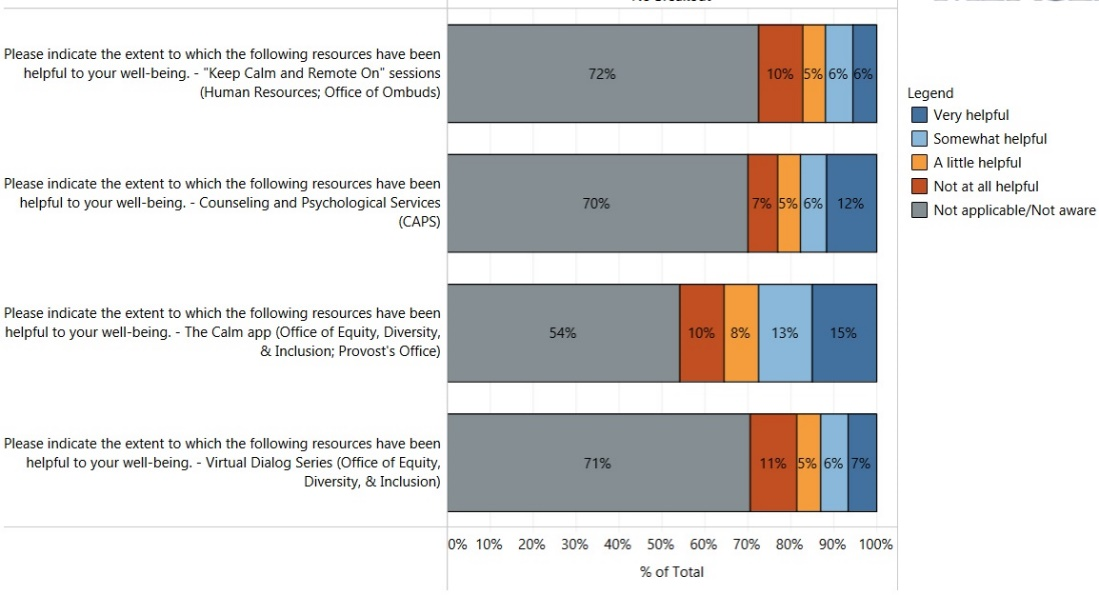 Please indicate the extent to which the following resources have been
helpful to your well-being. - "Keep Calm and Remote On" sessions
(Human Resources; Office of Ombuds)
72% 10% 5% 6% 6%
Legend
Very helpful
Somewhat helpful
A little helpful
Not at all helpful
Not applicable/Not aware
Please indicate the extent to which the following resources have been
helpful to your well-being. - Counseling and Psychological Services
(CAPS)
70% 7% 5% 6% 12%
Please indicate the extent to which the following resources have been
helpful to your well-being. - The Calm app (Office of Equity, Diversity,
& Inclusion; Provost's Office)
54% 10% 8% 13% 15%
Please indicate the extent to which the following resources have been
helpful to your well-being. - Virtual Dialog Series (Office of Equity,
Diversity, & Inclusion)
71% 11% 5% 6% 7%
0% 10% 20% 30% 40% 50% 60% 70% 80% 90% 100%
% of Total